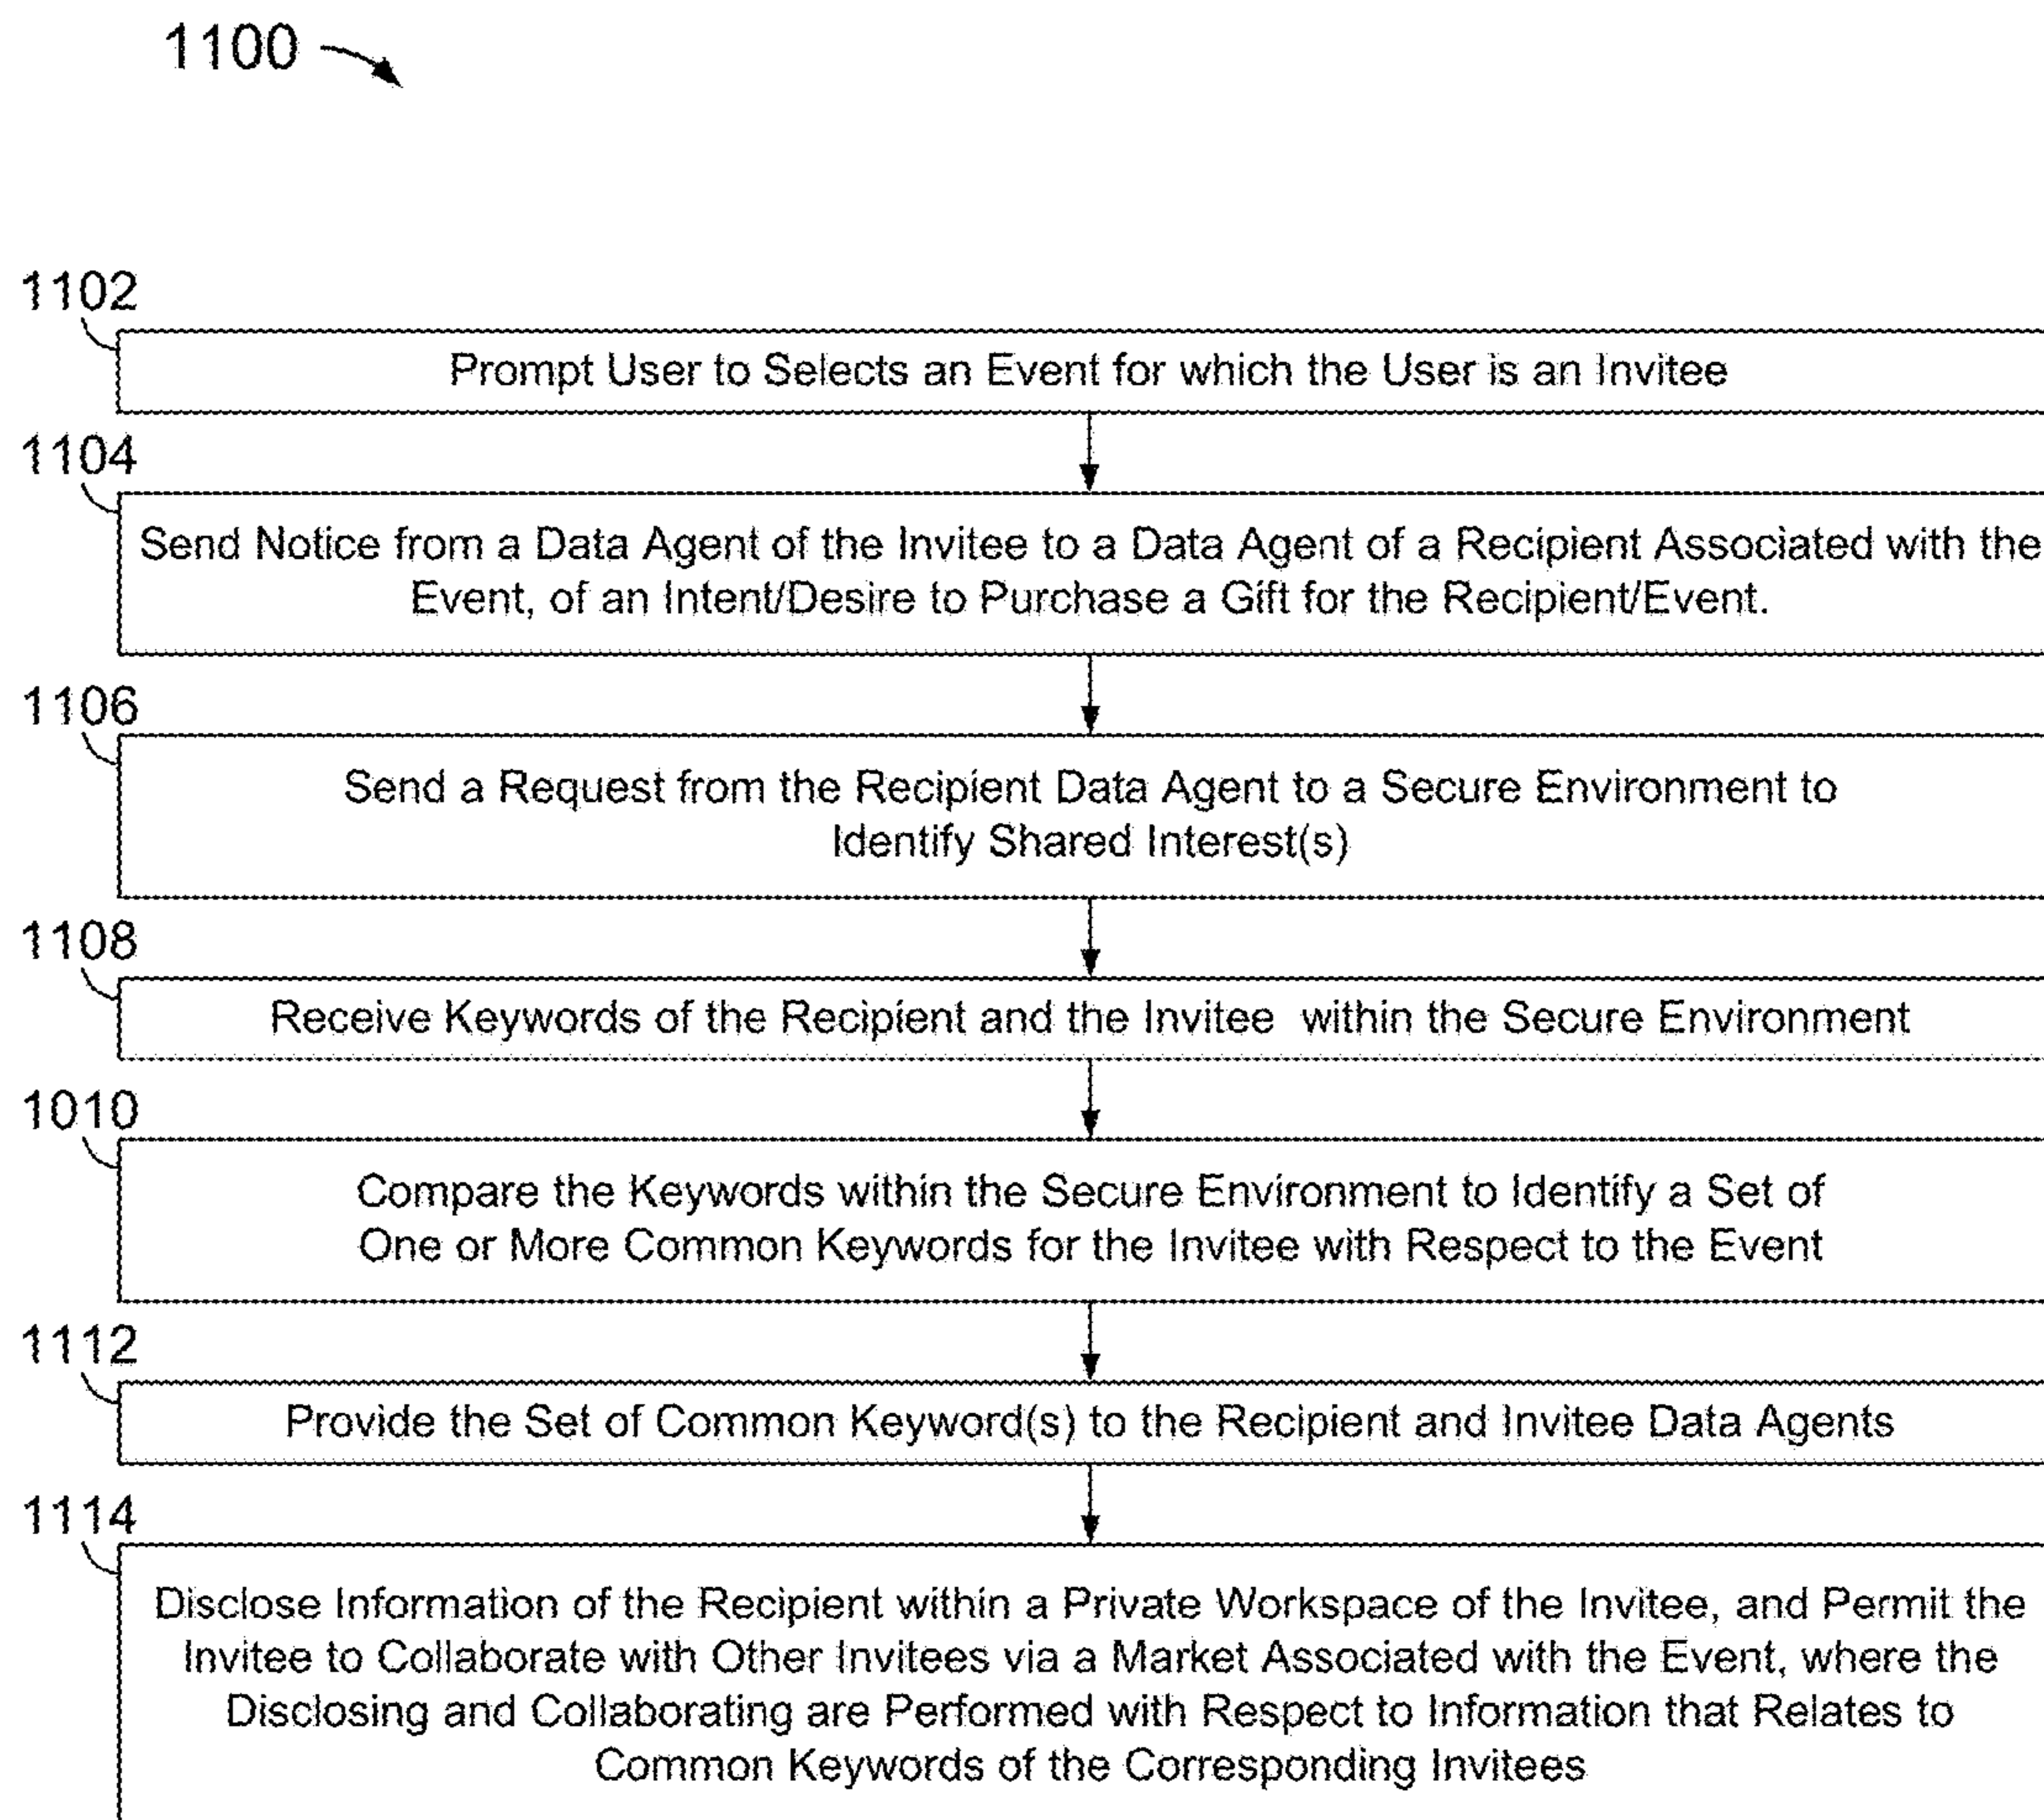 1100
1102
Prompt User to Selects an Event for which the User is an Invitee
1104
Send Notice from a Data Agent of the Invitee to a Data Agent of a Recipient Associated with the
Event, of an Intent/Desire to Purchase a Gift for the Recipient/Event.
1106
Send a Request from the Recipient Data Agent to a Secure Environment to
Identify Shared Interest(s)
1108
Receive Keywords of the Recipient and the Invitee within the Secure Environment
1010
Compare the Keywords within the Secure Environment to Identify a Set of
One or More Common Keywords for the Invitee with Respect to the Event
1112
Provide the Set of Common Keyword(s) to the Recipient and Invitee Data Agents
1114
Disclose Information of the Recipient within a Private Workspace of the Invitee, and Permit the
Invitee to Collaborate with Other Invitees via a Market Associated with the Event, where the
Disclosing and Collaborating are Performed with Respect to Information that Relates to
Common Keywords of the Corresponding Invitees